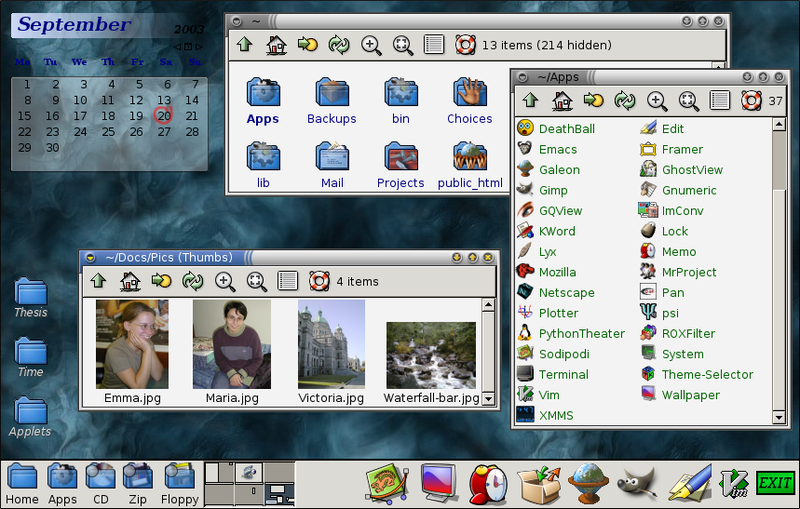 September
2003
Mo Tu We Th Fr Sa Su
1 2 3 4 5 6 7
8 9 10 11 12 13 14
15 16 17 18 19 20 21
22 23 24 25 26 27 28
29 30
~
13 items (214 hidden)
Apps Backups bin Choices
lib Mail Projects public_html
~/Apps
37
DeathBall Edit
Emacs Framer
Galeon GhostView
Gimp Gnumeric
GQView ImConv
KWord Lock
Lyx Memo
Mozilla MrProject
Netscape Pan
Plotter psi
PythonTheater ROXFilter
Sodipodi System
Terminal Theme-Selector
Vim Wallpaper
XMMS
~/Docs/Pics (Thumbs)
4 items
Emma.jpg Maria.jpg Victoria.jpg Waterfall-bar.jpg
Thesis
Time
Applets
Home Apps CD Zip Floppy
Vim
EXIT